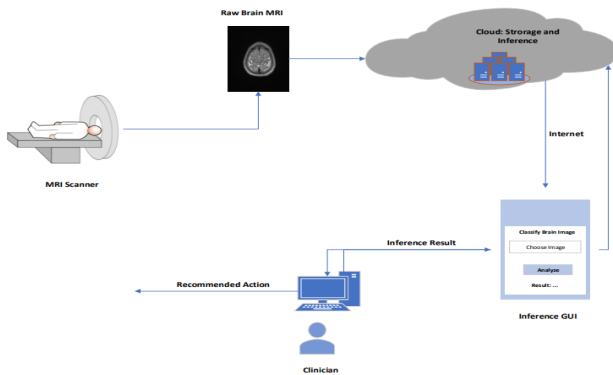 Raw Brain MRI
Cloud: Strorage and
Inference
Internet
MRI Scanner
Classify Brain Image
Choose Image
Analyze
Result: ...
Inference Result
Recommended Action
Inference GUI
Clinician